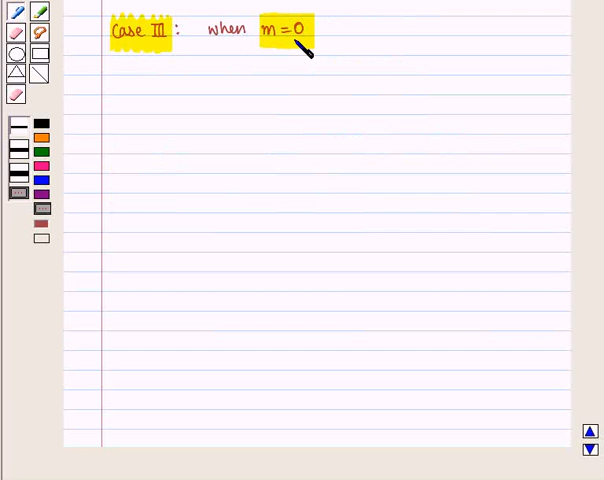 Case III : when m = 0